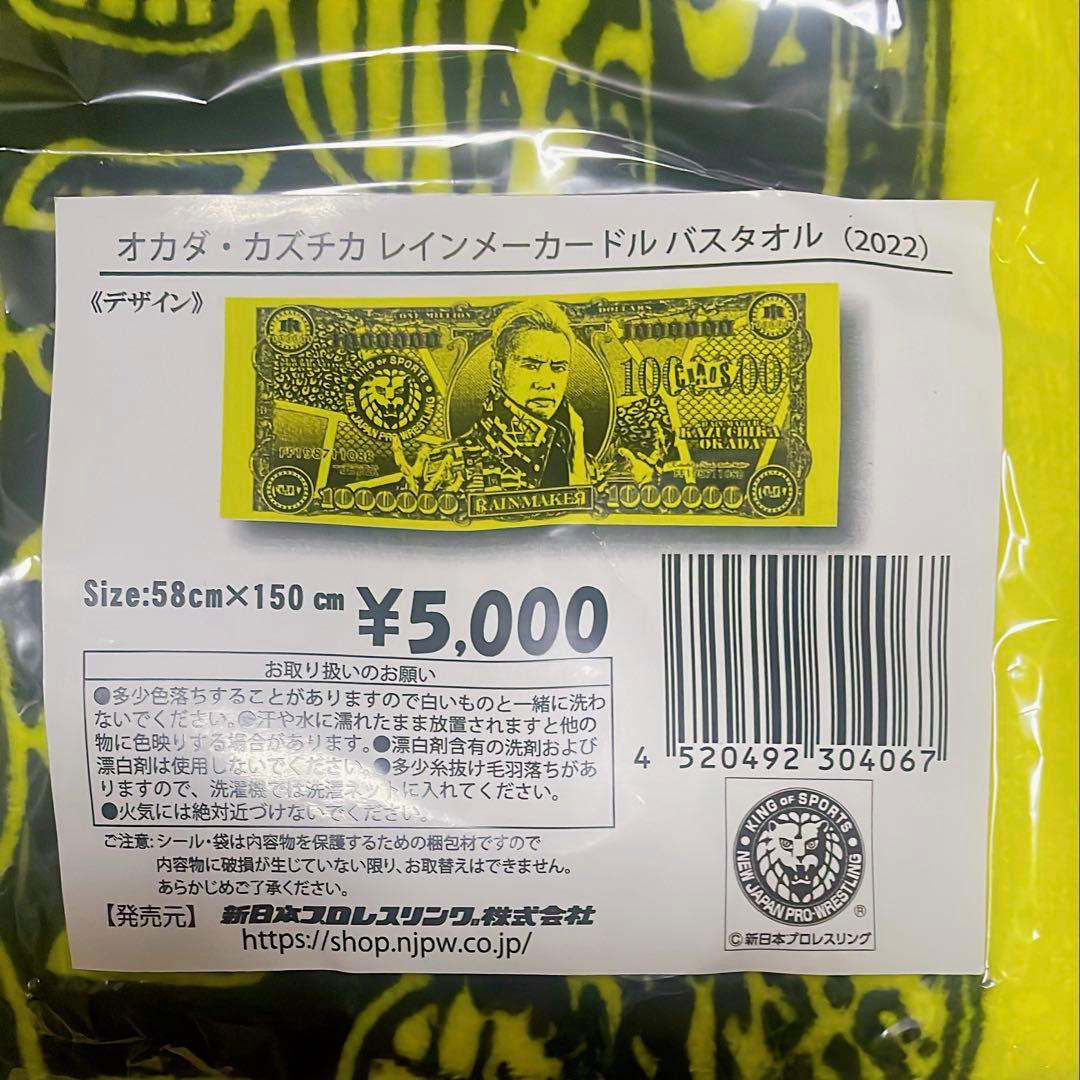 オカダ・カズチカ レインメーカードル バスタオル（2022）
《デザイン》
ONE MILLION DOLLARS
1000000 1000000
KING OF SPORTS NEW JAPAN PRO WRESTLING
10 CHAOS 00
KAZUCHIKA
OKADA
FF19871108R
1000000 RAINMAKER 1000000
Size:58cm×150cm ¥5,000
お取り扱いのお願い
●多少色落ちすることがありますので白いものと一緒に洗わ
ないでください。●汗や水に濡れたまま放置されますと他の
物に色映りする場合があります。●漂白剤含有の洗剤および
漂白剤は使用しないでください。●多少糸抜け毛羽落ちがあ
りますので、洗濯機では洗濯ネットに入れてください。
●火気には絶対近づけないでください。
ご注意:シール・袋は内容物を保護するための梱包材ですので
内容物に破損が生じていない限り、お取替えはできません。
あらかじめご了承ください。
【発売元】 新日本プロレスリング株式会社
https://shop.njpw.co.jp/
4 520492 304067
KING OF SPORTS
NEW JAPAN PRO-WRESTLING ®
©新日本プロレスリング